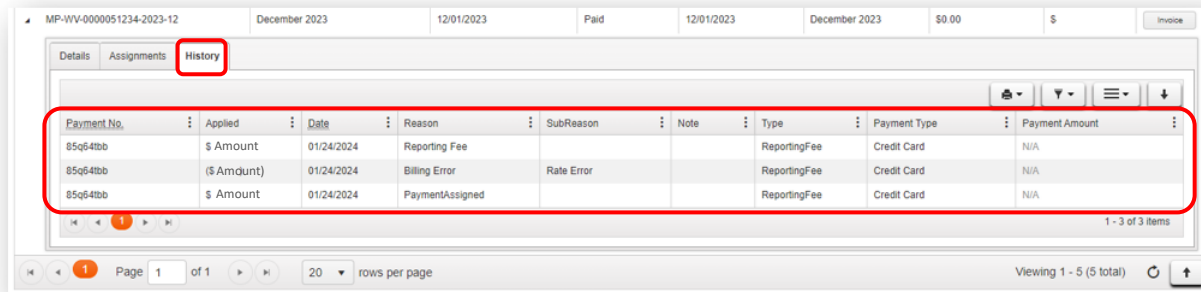 MP-WV-0000051234-2023-12 December 2023 12/01/2023 Paid 12/01/2023 December 2023 $0.00 $ Invoice
Details Assignments History
Payment No. Applied Date Reason SubReason Note Type Payment Type Payment Amount
85q64tbb $ Amount 01/24/2024 Reporting Fee ReportingFee Credit Card N/A
85q64tbb ($ Amount) 01/24/2024 Billing Error Rate Error ReportingFee Credit Card N/A
85q64tbb $ Amount 01/24/2024 PaymentAssigned ReportingFee Credit Card N/A
1 1 - 3 of 3 items
1 Page 1 of 1 20 rows per page Viewing 1 - 5 (5 total)